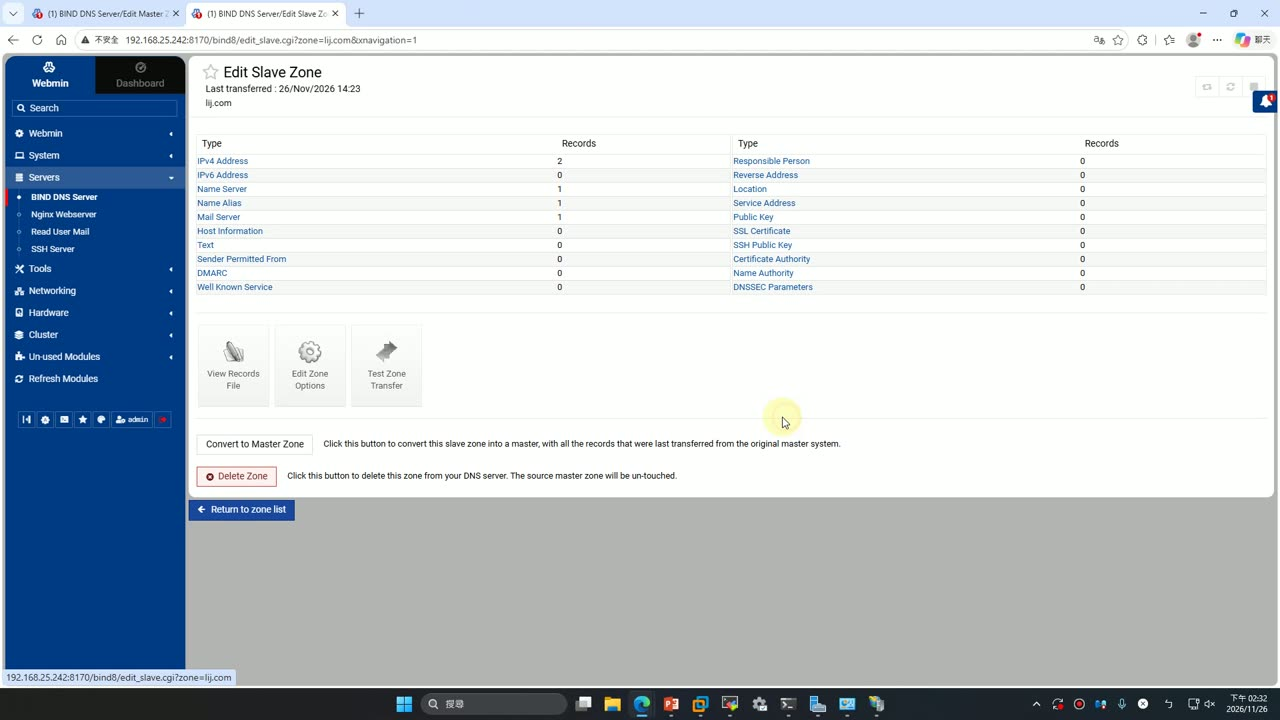 (1) BIND DNS Server/Edit Master Z
(1) BIND DNS Server/Edit Slave Zo
不安全
192.168.25.242:8170/bind8/edit_slave.cgi?zone=lij.com&xnavigation=1
聊天
Webmin
Dashboard
Search
Webmin
System
Servers
BIND DNS Server
Nginx Webserver
Read User Mail
SSH Server
Tools
Networking
Hardware
Cluster
Un-used Modules
Refresh Modules
admin
Edit Slave Zone
Last transferred : 26/Nov/2026 14:23
lij.com
1
Type Records Type Records
IPv4 Address 2 Responsible Person 0
IPv6 Address 0 Reverse Address 0
Name Server 1 Location 0
Name Alias 1 Service Address 0
Mail Server 1 Public Key 0
Host Information 0 SSL Certificate 0
Text 0 SSH Public Key 0
Sender Permitted From 0 Certificate Authority 0
DMARC 0 Name Authority 0
Well Known Service 0 DNSSEC Parameters 0
View Records
File
Edit Zone
Options
Test Zone
Transfer
Convert to Master Zone Click this button to convert this slave zone into a master, with all the records that were last transferred from the original master system.
Delete Zone Click this button to delete this zone from your DNS server. The source master zone will be un-touched.
Return to zone list
192.168.25.242:8170/bind8/edit_slave.cgi?zone=lij.com
搜尋
下午 02:32
2026/11/26